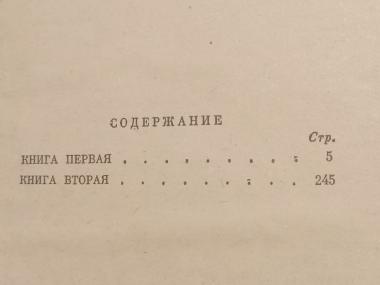 СОДЕРЖАНИЕ
Стр.
КНИГА ПЕРВАЯ . . . . . . . . . 5
КНИГА ВТОРАЯ . . . . . . . . . 245